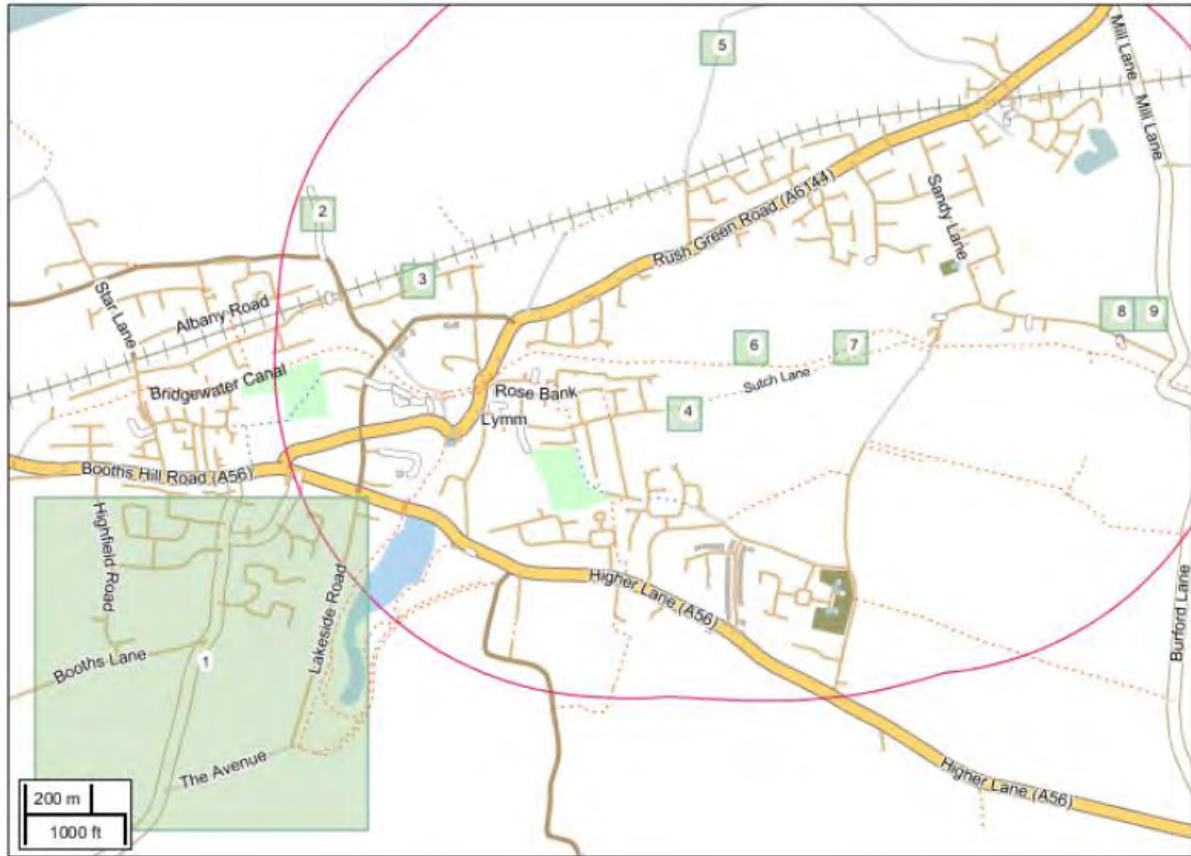 5
Mill Lane
Mill Lane
2
Rush Green Road (A6144)
Sandy Lane
3
Star Lane
Albany Road
8
9
6
7
Bridgewater Canal
Sutch Lane
Rose Bank
4
Lymm
Booths Hill Road (A56)
Highfield Road
Higher Lane (A56)
Lakeside Road
Burford Lane
Booths Lane
1
The Avenue
Higher Lane (A56)
200 m
1000 ft